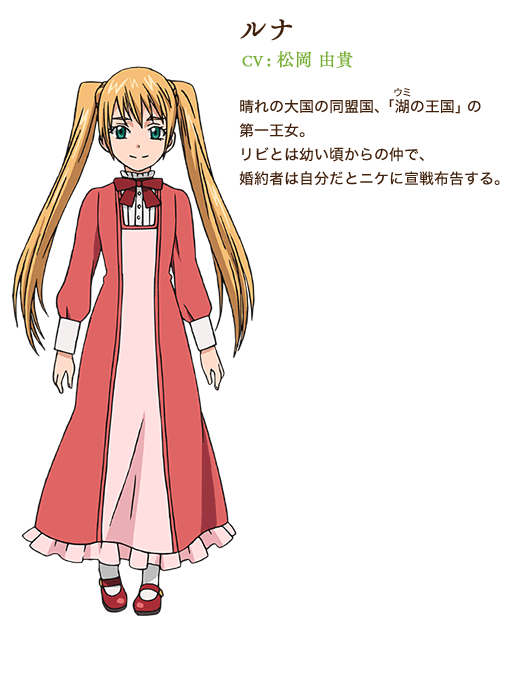 ルナ
CV : 松岡 由貴
ウミ
晴れの大国の同盟国、「湖の王国」の
第一王女。
リビとは幼い頃からの仲で、
婚約者は自分だとニケに宣戦布告する。